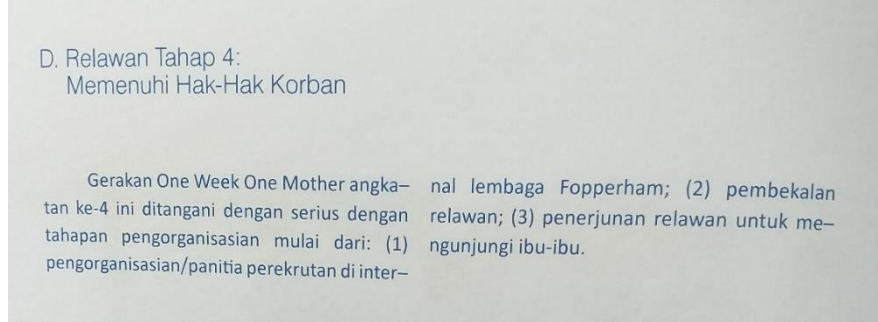 D. Relawan Tahap 4:
Memenuhi Hak-Hak Korban
Gerakan One Week One Mother angka–
tan ke-4 ini ditangani dengan serius dengan
tahapan pengorganisasian mulai dari: (1)
pengorganisasian/panitia perekrutan di inter–
nal lembaga Fopperham; (2) pembekalan
relawan; (3) penerjunan relawan untuk me–
ngunjungi ibu-ibu.